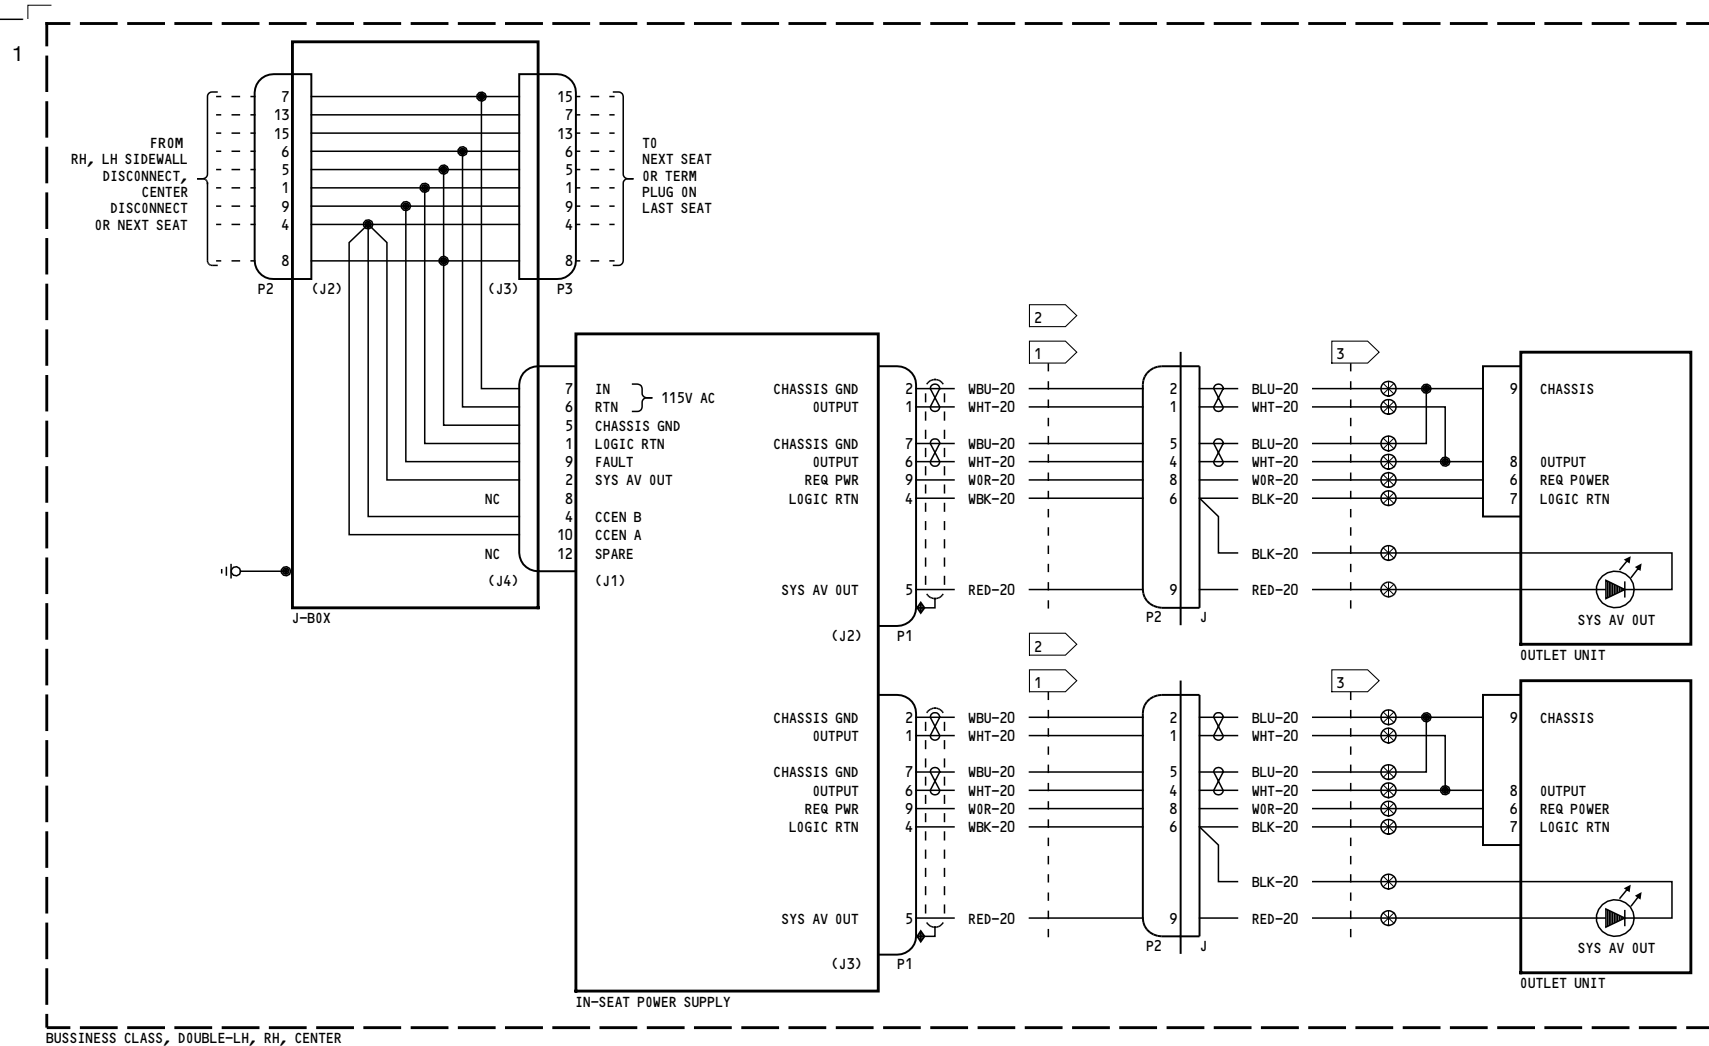 1
FROM
RH, LH SIDEWALL
DISCONNECT,
CENTER
DISCONNECT
OR NEXT SEAT
7
13
15
6
5
1
9
4
8
P2
(J2)
15
7
13
6
5
1
9
4
8
(J3)
P3
TO
NEXT SEAT
OR TERM
PLUG ON
LAST SEAT
J-BOX
7 IN
6 RTN
115V AC
5 CHASSIS GND
1 LOGIC RTN
9 FAULT
2 SYS AV OUT
NC 8
4 CCEN B
10 CCEN A
NC 12 SPARE
(J4) (J1)
CHASSIS GND 2 WBU-20 2 BLU-20 9 CHASSIS
OUTPUT 1 WHT-20 1 WHT-20
CHASSIS GND 7 WBU-20 5 BLU-20
OUTPUT 6 WHT-20 4 WHT-20 8 OUTPUT
REQ PWR 9 WOR-20 8 WOR-20 6 REQ POWER
LOGIC RTN 4 WBK-20 6 BLK-20 7 LOGIC RTN
BLK-20
SYS AV OUT 5 RED-20 9 RED-20
SYS AV OUT
(J2) P1
P2 J
OUTLET UNIT
2
1
3
2
1
3
CHASSIS GND 2 WBU-20 2 BLU-20 9 CHASSIS
OUTPUT 1 WHT-20 1 WHT-20
CHASSIS GND 7 WBU-20 5 BLU-20
OUTPUT 6 WHT-20 4 WHT-20 8 OUTPUT
REQ PWR 9 WOR-20 8 WOR-20 6 REQ POWER
LOGIC RTN 4 WBK-20 6 BLK-20 7 LOGIC RTN
BLK-20
SYS AV OUT 5 RED-20 9 RED-20
SYS AV OUT
(J3) P1
P2 J
OUTLET UNIT
IN-SEAT POWER SUPPLY
BUSSINESS CLASS, DOUBLE-LH, RH, CENTER